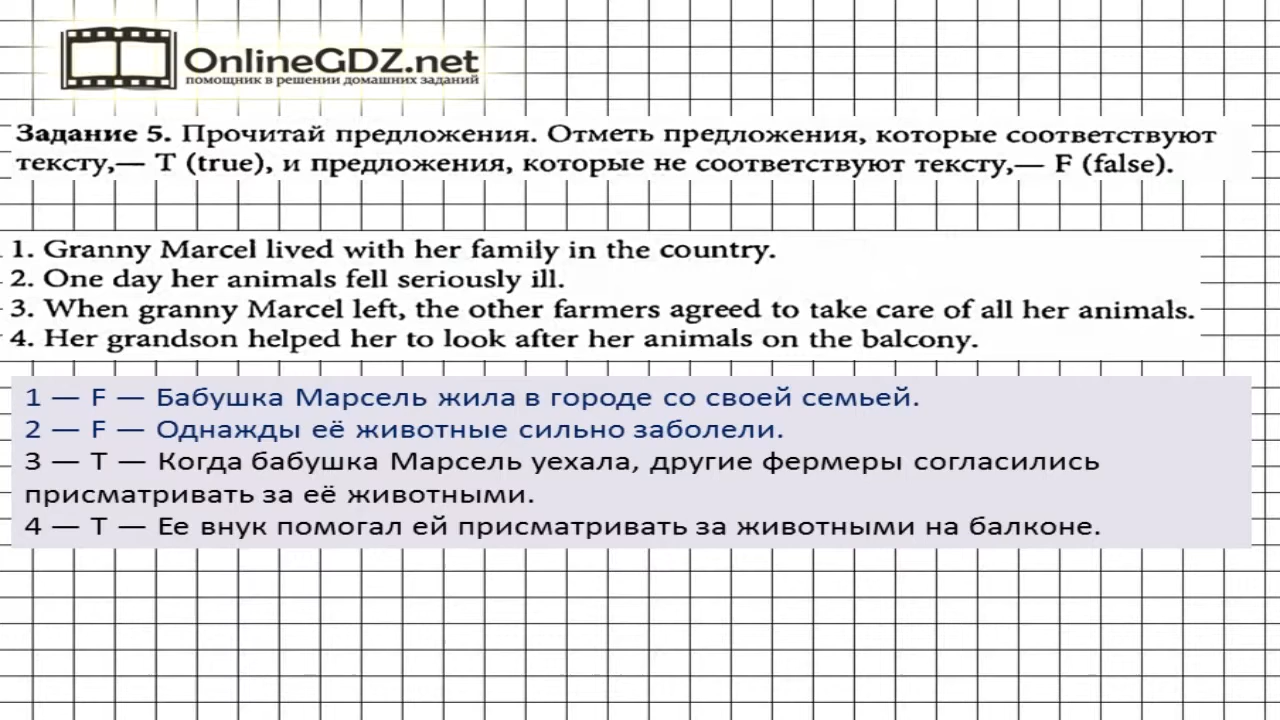 OnlineGDZ.net
помощник в решении домашних заданий
Задание 5. Прочитай предложения. Отметь предложения, которые соответствуют
тексту,— T (true), и предложения, которые не соответствуют тексту,— F (false).
1. Granny Marcel lived with her family in the country.
2. One day her animals fell seriously ill.
3. When granny Marcel left, the other farmers agreed to take care of all her animals.
4. Her grandson helped her to look after her animals on the balcony.
1 — F — Бабушка Марсель жила в городе со своей семьей.
2 — F — Однажды её животные сильно заболели.
3 — T — Когда бабушка Марсель уехала, другие фермеры согласились
присматривать за её животными.
4 — T — Ее внук помогал ей присматривать за животными на балконе.